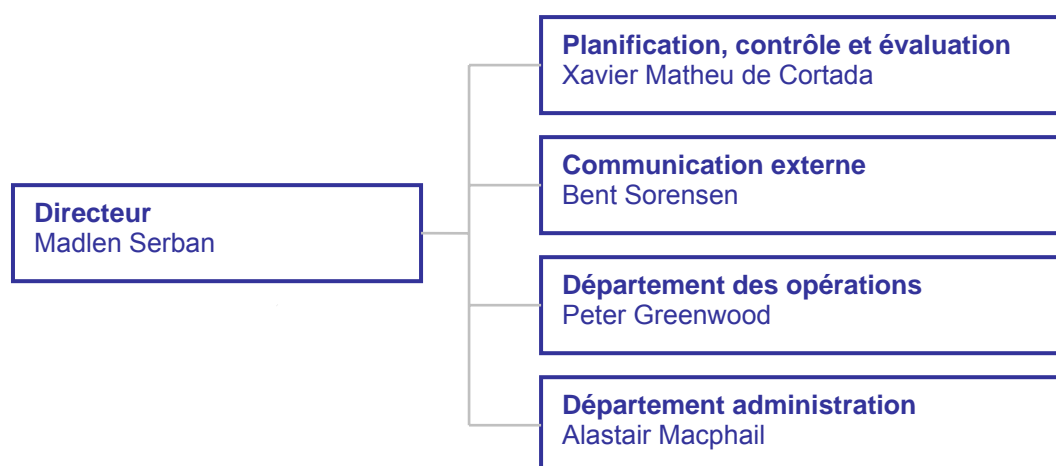 Planification, contrôle et évaluation
Xavier Matheu de Cortada
Communication externe
Bent Sorensen
Directeur
Madlen Serban
Département des opérations
Peter Greenwood
Département administration
Alastair Macphail